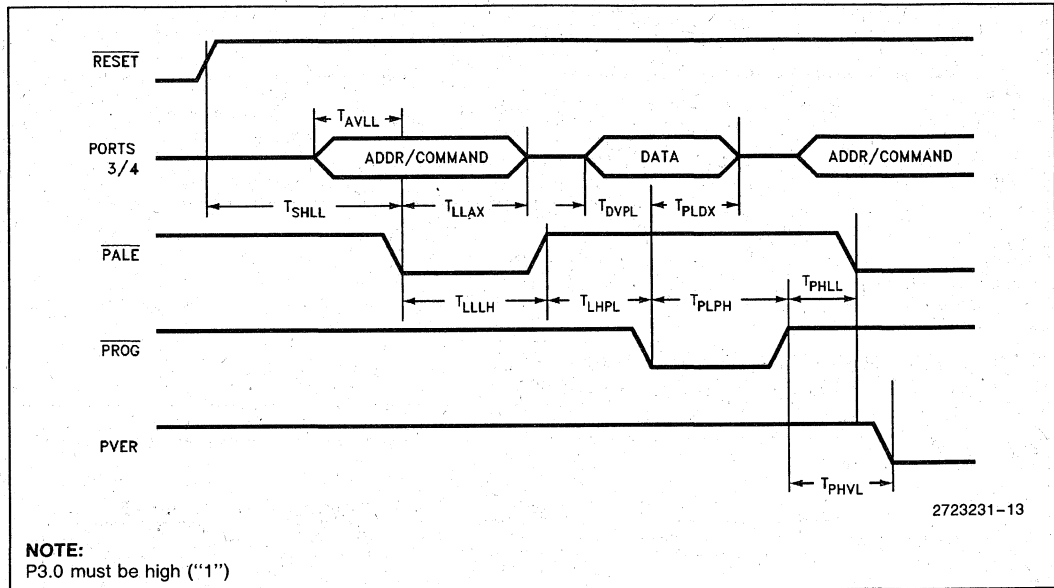 RESET
T_AVLL
PORTS 3/4
ADDR/COMMAND
DATA
ADDR/COMMAND
T_SHLL
T_LLAX
T_DVPL
T_PLDX
PALE
T_LLLH
T_LHPL
T_PLPH
T_PHLL
PROG
PVER
T_PHVL
2723231–13
NOTE:
P3.0 must be high (“1”)